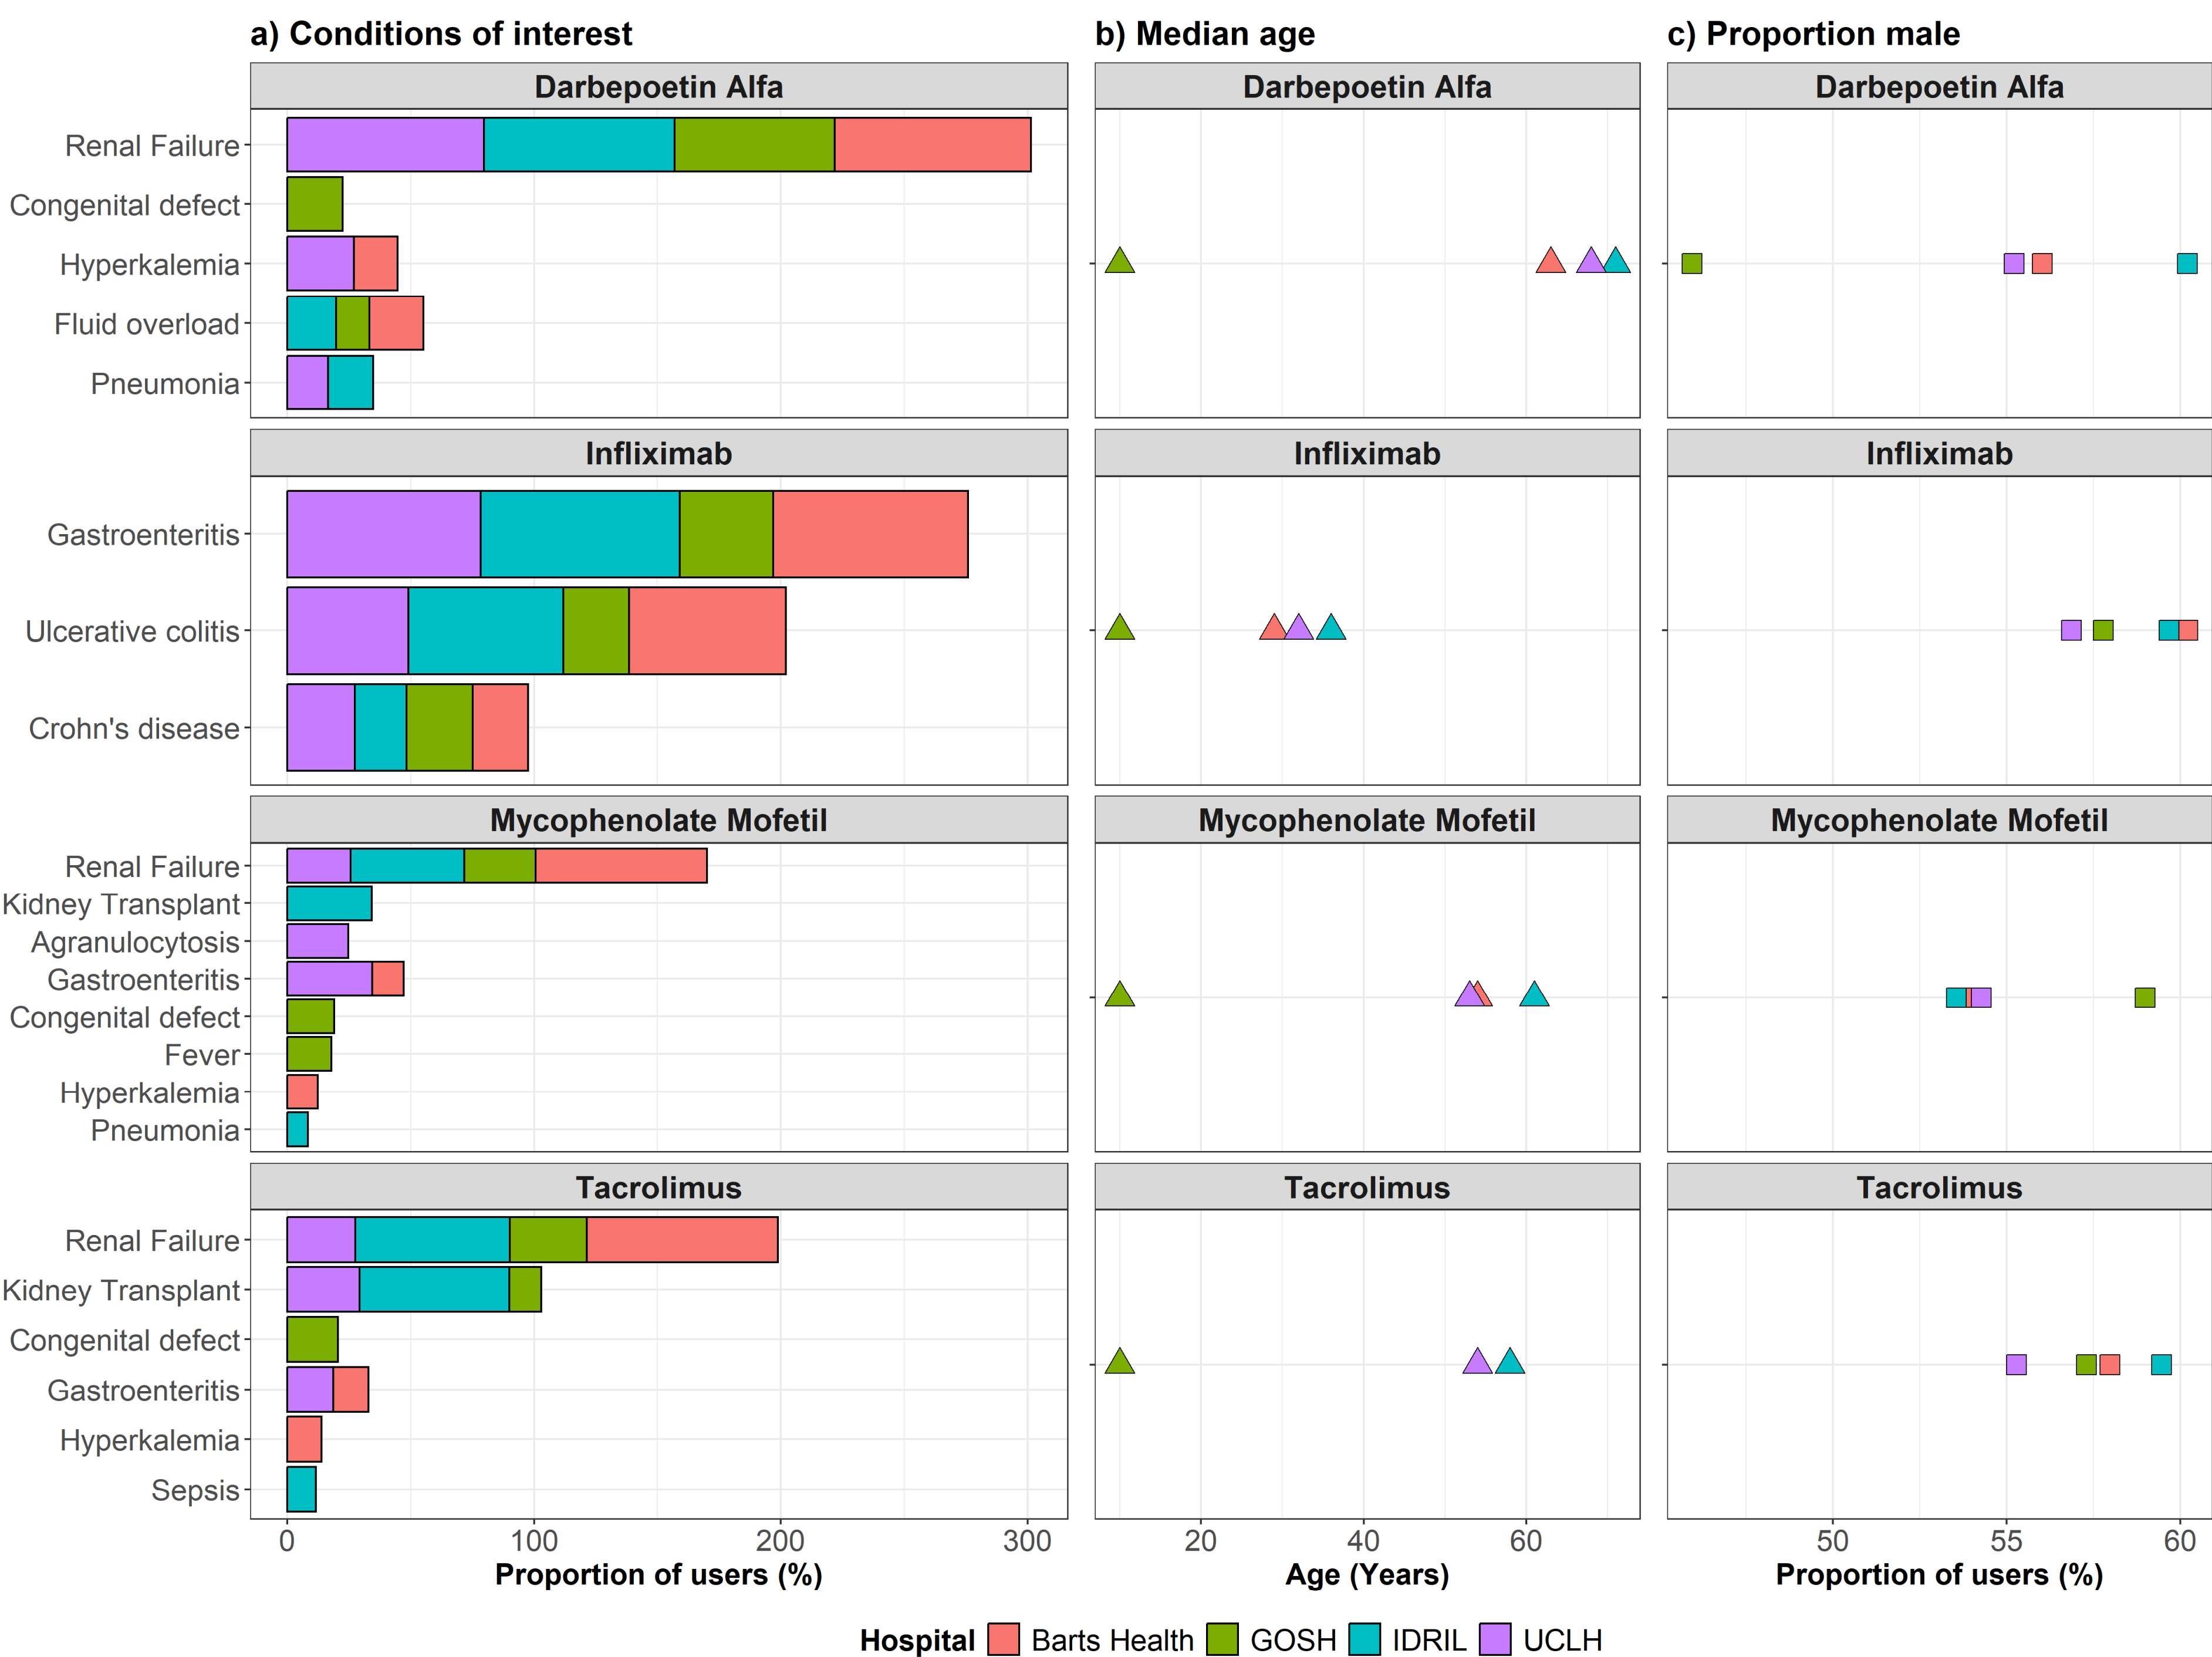 a) Conditions of interest
b) Median age
c) Proportion male
Darbepoetin Alfa
Darbepoetin Alfa
Darbepoetin Alfa
Renal Failure
Congenital defect
Hyperkalemia
Fluid overload
Pneumonia
Infliximab
Infliximab
Infliximab
Gastroenteritis
Ulcerative colitis
Crohn's disease
Mycophenolate Mofetil
Mycophenolate Mofetil
Mycophenolate Mofetil
Renal Failure
Kidney Transplant
Agranulocytosis
Gastroenteritis
Congenital defect
Fever
Hyperkalemia
Pneumonia
Tacrolimus
Tacrolimus
Tacrolimus
Renal Failure
Kidney Transplant
Congenital defect
Gastroenteritis
Hyperkalemia
Sepsis
0 100 200 300
20 40 60
50 55 60
Proportion of users (%)
Age (Years)
Proportion of users (%)
Hospital Barts Health GOSH IDRIL UCLH